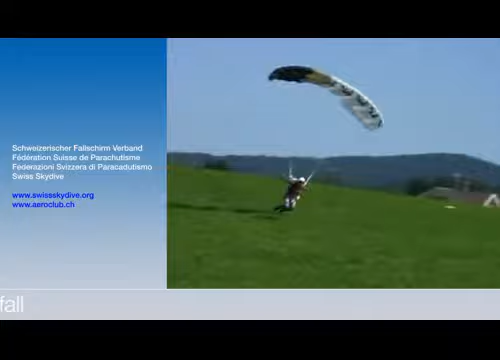 Schweizerischer Fallschirm Verband
Fédération Suisse de Parachutisme
Federazioni Svizzera di Paracadutismo
Swiss Skydive
www.swissskydive.org
www.aeroclub.ch
fall